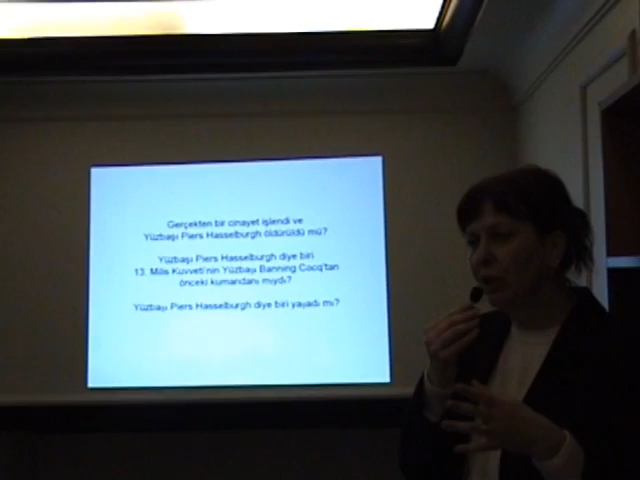 Gerçekten bir cinayet işlendi ve
Yüzbaşı Piers Hasselburgh öldürüldü mü?
Yüzbaşı Piers Hasselburgh diye biri
13. Milis Kuvveti'nin Yüzbaşı Banning Cocq'tan
önceki kumandanı mıydı?
Yüzbaşı Piers Hasselburgh diye biri yaşadı mı?